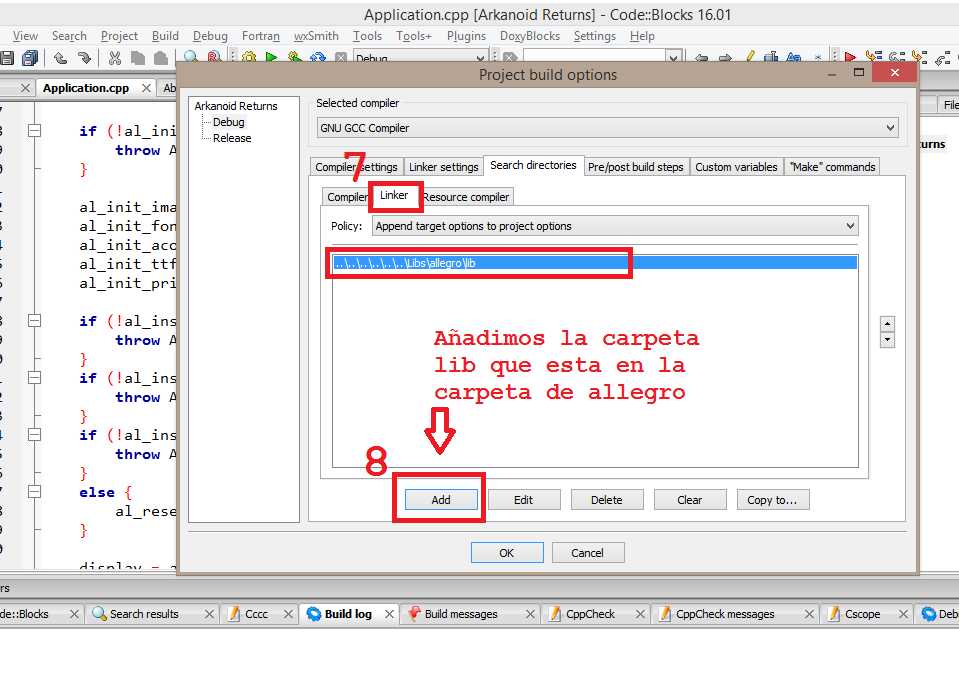 Application.cpp [Arkanoid Returns] - Code::Blocks 16.01
View Search Project Build Debug Fortran wxSmith Tools Tools+ Plugins DoxyBlocks Settings Help
Debug
Application.cpp
Project build options
File
Arkanoid Returns
Debug
Release
Selected compiler
GNU GCC Compiler
Compiler settings Linker settings Search directories Pre/post build steps Custom variables "Make" commands
7
Compiler Linker Resource compiler
Policy: Append target options to project options
..\..\..\..\..\..\Libs\allegro\lib
Añadimos la carpeta
lib que esta en la
carpeta de allegro
8
Add Edit Delete Clear Copy to...
OK Cancel
if (!al_ini
throw A
}
al_init_ima
al_init_fon
al_init_aco
al_init_ttf
al_init_pri
if (!al_ins
throw A
}
if (!al_ins
throw A
}
if (!al_ins
throw A
}
else {
al_rese
}
display = a
urns
rs
de::Blocks Search results Cccc Build log Build messages CppCheck CppCheck messages Cscope Deb